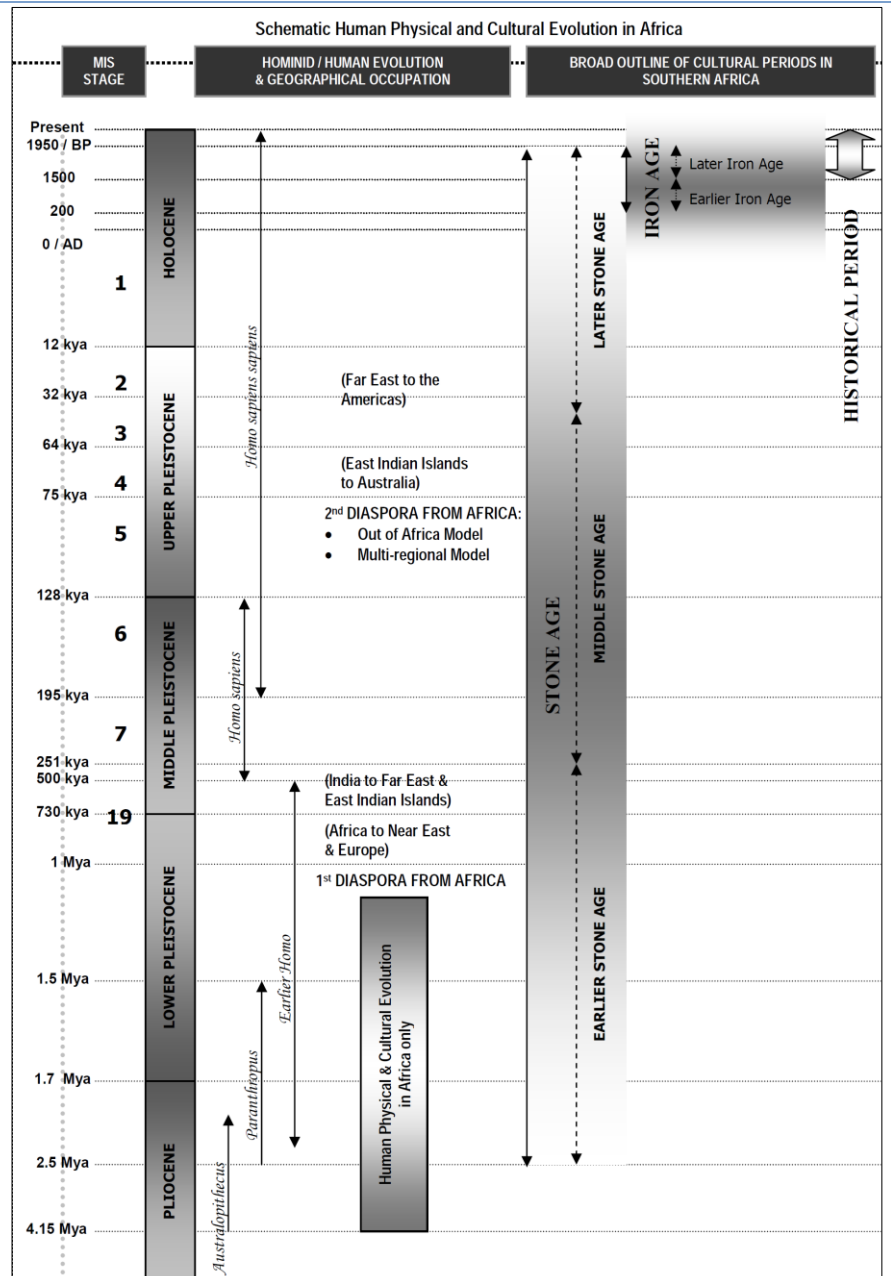 Schematic Human Physical and Cultural Evolution in Africa
MIS
STAGE
HOMINID / HUMAN EVOLUTION
& GEOGRAPHICAL OCCUPATION
BROAD OUTLINE OF CULTURAL PERIODS IN
SOUTHERN AFRICA
Present
1950 / BP
1500
200
0 / AD
12 kya
32 kya
64 kya
75 kya
128 kya
195 kya
251 kya
500 kya
730 kya
1 Mya
1.5 Mya
1.7 Mya
2.5 Mya
4.15 Mya
1
2
3
4
5
6
7
19
HOLOCENE
UPPER PLEISTOCENE
MIDDLE PLEISTOCENE
LOWER PLEISTOCENE
PLIOCENE
Homo sapiens sapiens
Homo sapiens
Earlier Homo
Paranthropus
Australopithecus
(Far East to the
Americas)
(East Indian Islands
to Australia)
2nd DIASPORA FROM AFRICA:
• Out of Africa Model
• Multi-regional Model
(India to Far East &
East Indian Islands)
(Africa to Near East
& Europe)
1st DIASPORA FROM AFRICA
Human Physical & Cultural Evolution
in Africa only
STONE AGE
LATER STONE AGE
MIDDLE STONE AGE
EARLIER STONE AGE
IRON AGE
Later Iron Age
Earlier Iron Age
HISTORICAL PERIOD